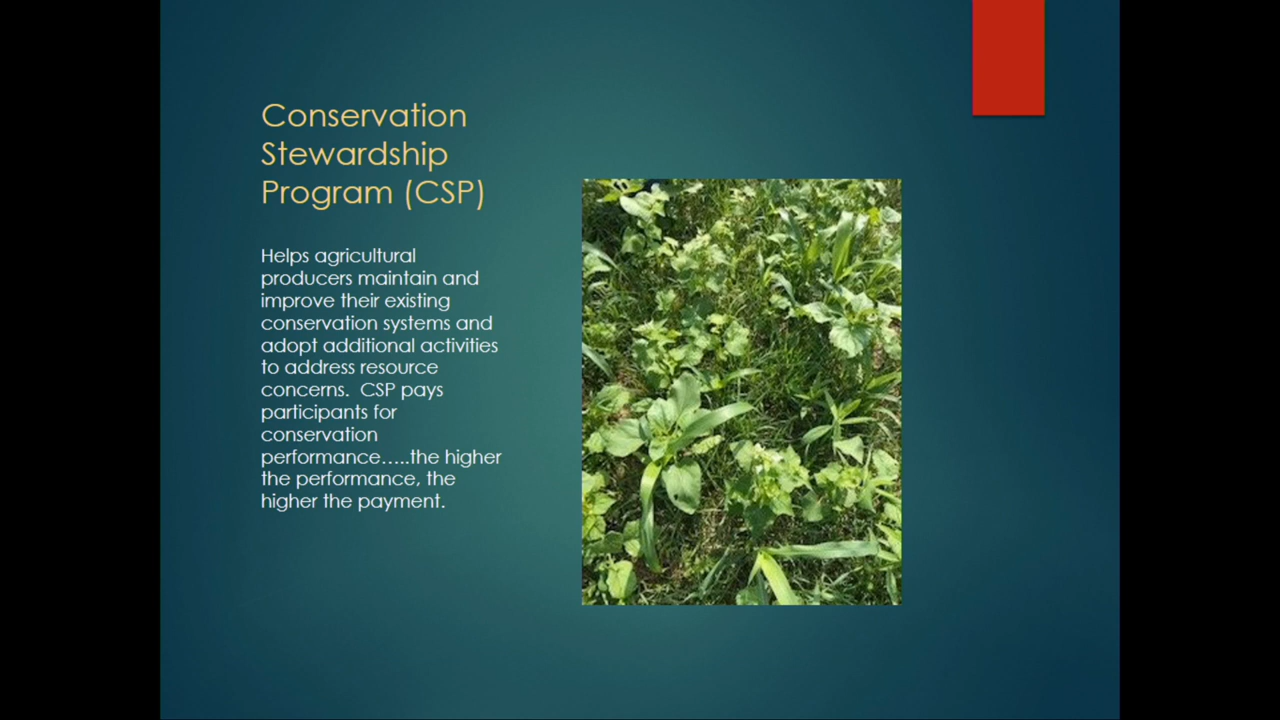 Conservation
Stewardship
Program (CSP)
Helps agricultural
producers maintain and
improve their existing
conservation systems and
adopt additional activities
to address resource
concerns.  CSP pays
participants for
conservation
performance…..the higher
the performance, the
higher the payment.